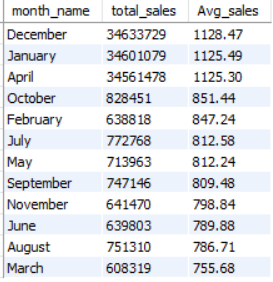 month_name total_sales Avg_sales
December 34633729 1128.47
January 34601079 1125.49
April 34561478 1125.30
October 828451 851.44
February 638818 847.24
July 772768 812.58
May 713963 812.24
September 747146 809.48
November 641470 798.84
June 639803 789.88
August 751310 786.71
March 608319 755.68